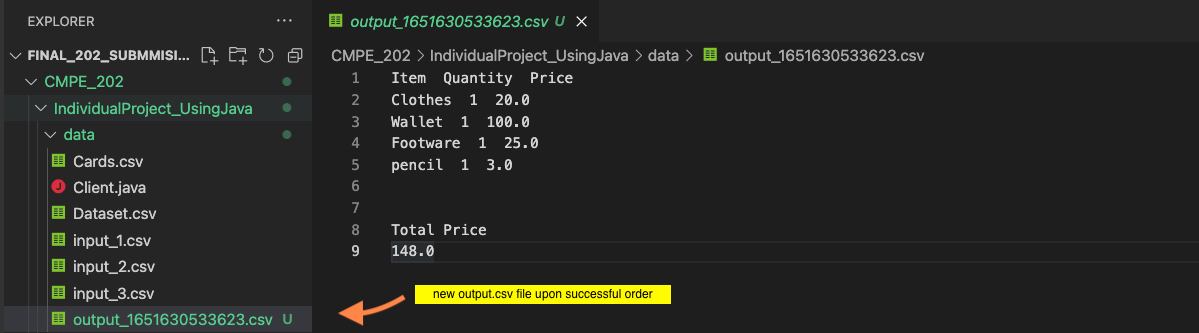 EXPLORER
FINAL_202_SUBMMISI...
CMPE_202
IndividualProject_UsingJava
data
Cards.csv
Client.java
Dataset.csv
input_1.csv
input_2.csv
input_3.csv
output_1651630533623.csv U
output_1651630533623.csv U
CMPE_202 > IndividualProject_UsingJava > data > output_1651630533623.csv
1 Item Quantity Price
2 Clothes 1 20.0
3 Wallet 1 100.0
4 Footware 1 25.0
5 pencil 1 3.0
6
7
8 Total Price
9 148.0
new output.csv file upon successful order